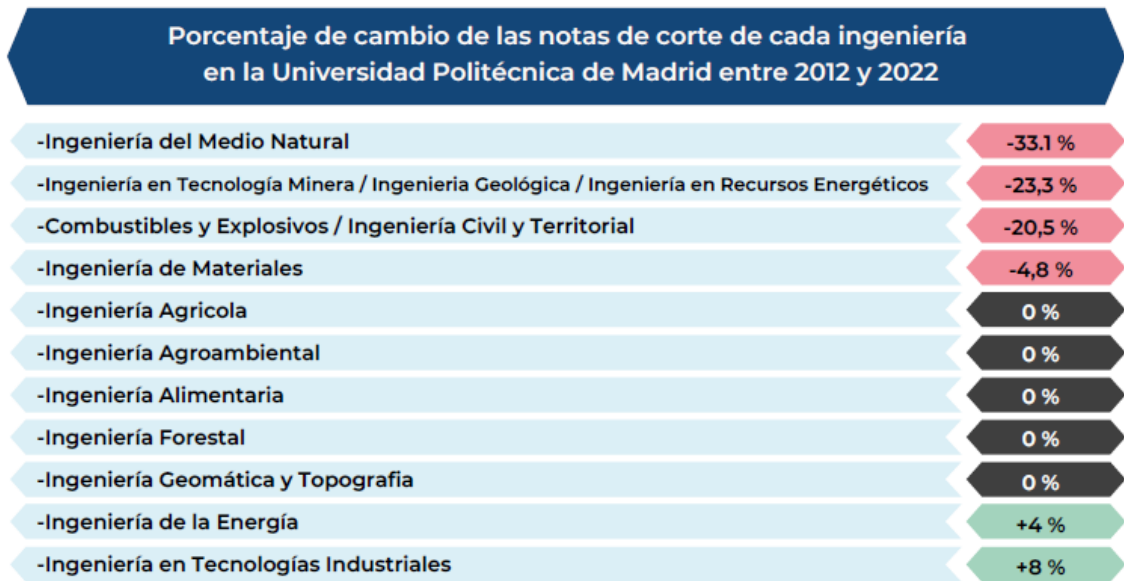 Porcentaje de cambio de las notas de corte de cada ingeniería
en la Universidad Politécnica de Madrid entre 2012 y 2022
-Ingeniería del Medio Natural -33.1 %
-Ingeniería en Tecnología Minera / Ingenieria Geológica / Ingeniería en Recursos Energéticos -23,3 %
-Combustibles y Explosivos / Ingeniería Civil y Territorial -20,5 %
-Ingeniería de Materiales -4,8 %
-Ingeniería Agricola 0 %
-Ingeniería Agroambiental 0 %
-Ingeniería Alimentaria 0 %
-Ingeniería Forestal 0 %
-Ingeniería Geomática y Topografia 0 %
-Ingeniería de la Energía +4 %
-Ingeniería en Tecnologías Industriales +8 %